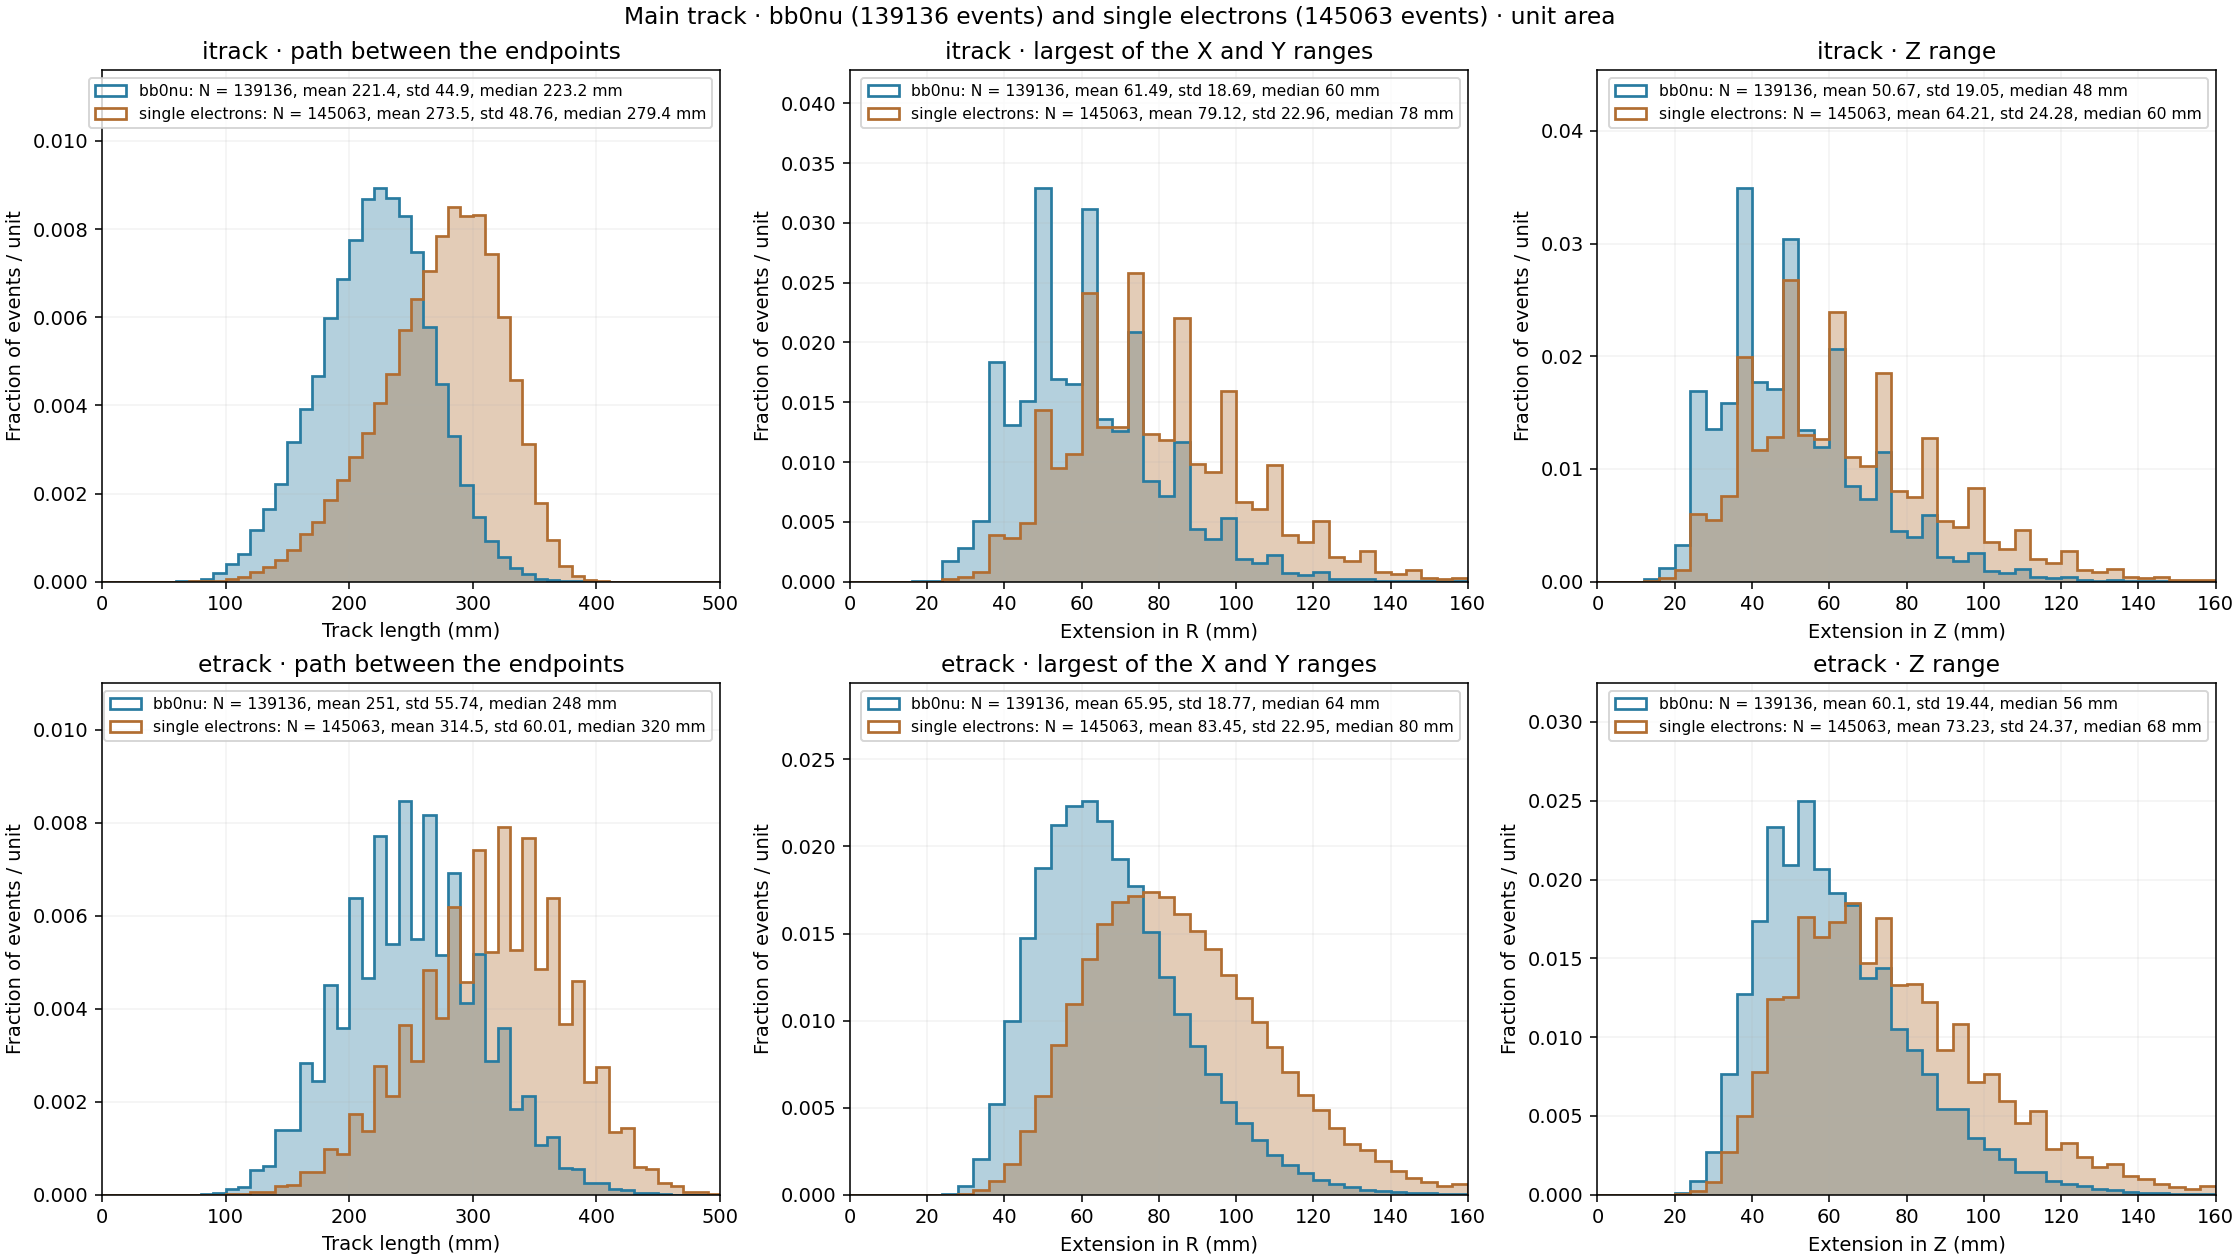 Main track · bb0nu (139136 events) and single electrons (145063 events) · unit area
itrack · path between the endpoints
bb0nu: N = 139136, mean 221.4, std 44.9, median 223.2 mm
single electrons: N = 145063, mean 273.5, std 48.76, median 279.4 mm
Fraction of events / unit
0.010
0.008
0.006
0.004
0.002
0.000
0 100 200 300 400 500
Track length (mm)
itrack · largest of the X and Y ranges
bb0nu: N = 139136, mean 61.49, std 18.69, median 60 mm
single electrons: N = 145063, mean 79.12, std 22.96, median 78 mm
Fraction of events / unit
0.040
0.035
0.030
0.025
0.020
0.015
0.010
0.005
0.000
0 20 40 60 80 100 120 140 160
Extension in R (mm)
itrack · Z range
bb0nu: N = 139136, mean 50.67, std 19.05, median 48 mm
single electrons: N = 145063, mean 64.21, std 24.28, median 60 mm
Fraction of events / unit
0.04
0.03
0.02
0.01
0.00
0 20 40 60 80 100 120 140 160
Extension in Z (mm)
etrack · path between the endpoints
bb0nu: N = 139136, mean 251, std 55.74, median 248 mm
single electrons: N = 145063, mean 314.5, std 60.01, median 320 mm
Fraction of events / unit
0.010
0.008
0.006
0.004
0.002
0.000
0 100 200 300 400 500
Track length (mm)
etrack · largest of the X and Y ranges
bb0nu: N = 139136, mean 65.95, std 18.77, median 64 mm
single electrons: N = 145063, mean 83.45, std 22.95, median 80 mm
Fraction of events / unit
0.025
0.020
0.015
0.010
0.005
0.000
0 20 40 60 80 100 120 140 160
Extension in R (mm)
etrack · Z range
bb0nu: N = 139136, mean 60.1, std 19.44, median 56 mm
single electrons: N = 145063, mean 73.23, std 24.37, median 68 mm
Fraction of events / unit
0.030
0.025
0.020
0.015
0.010
0.005
0.000
0 20 40 60 80 100 120 140 160
Extension in Z (mm)